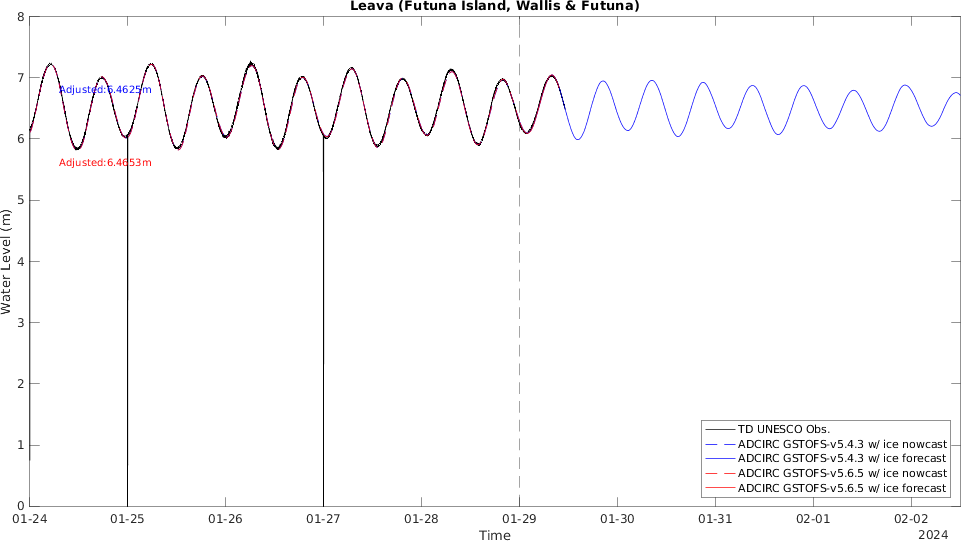 Leava (Futuna Island, Wallis & Futuna)
8
7
6
5
4
3
2
1
0
Water Level (m)
Adjusted:6.4625m
Adjusted:6.4653m
TD UNESCO Obs.
ADCIRC GSTOFS-v5.4.3 w/ ice nowcast
ADCIRC GSTOFS-v5.4.3 w/ ice forecast
ADCIRC GSTOFS-v5.6.5 w/ ice nowcast
ADCIRC GSTOFS-v5.6.5 w/ ice forecast
01-24 01-25 01-26 01-27 01-28 01-29 01-30 01-31 02-01 02-02
Time
2024